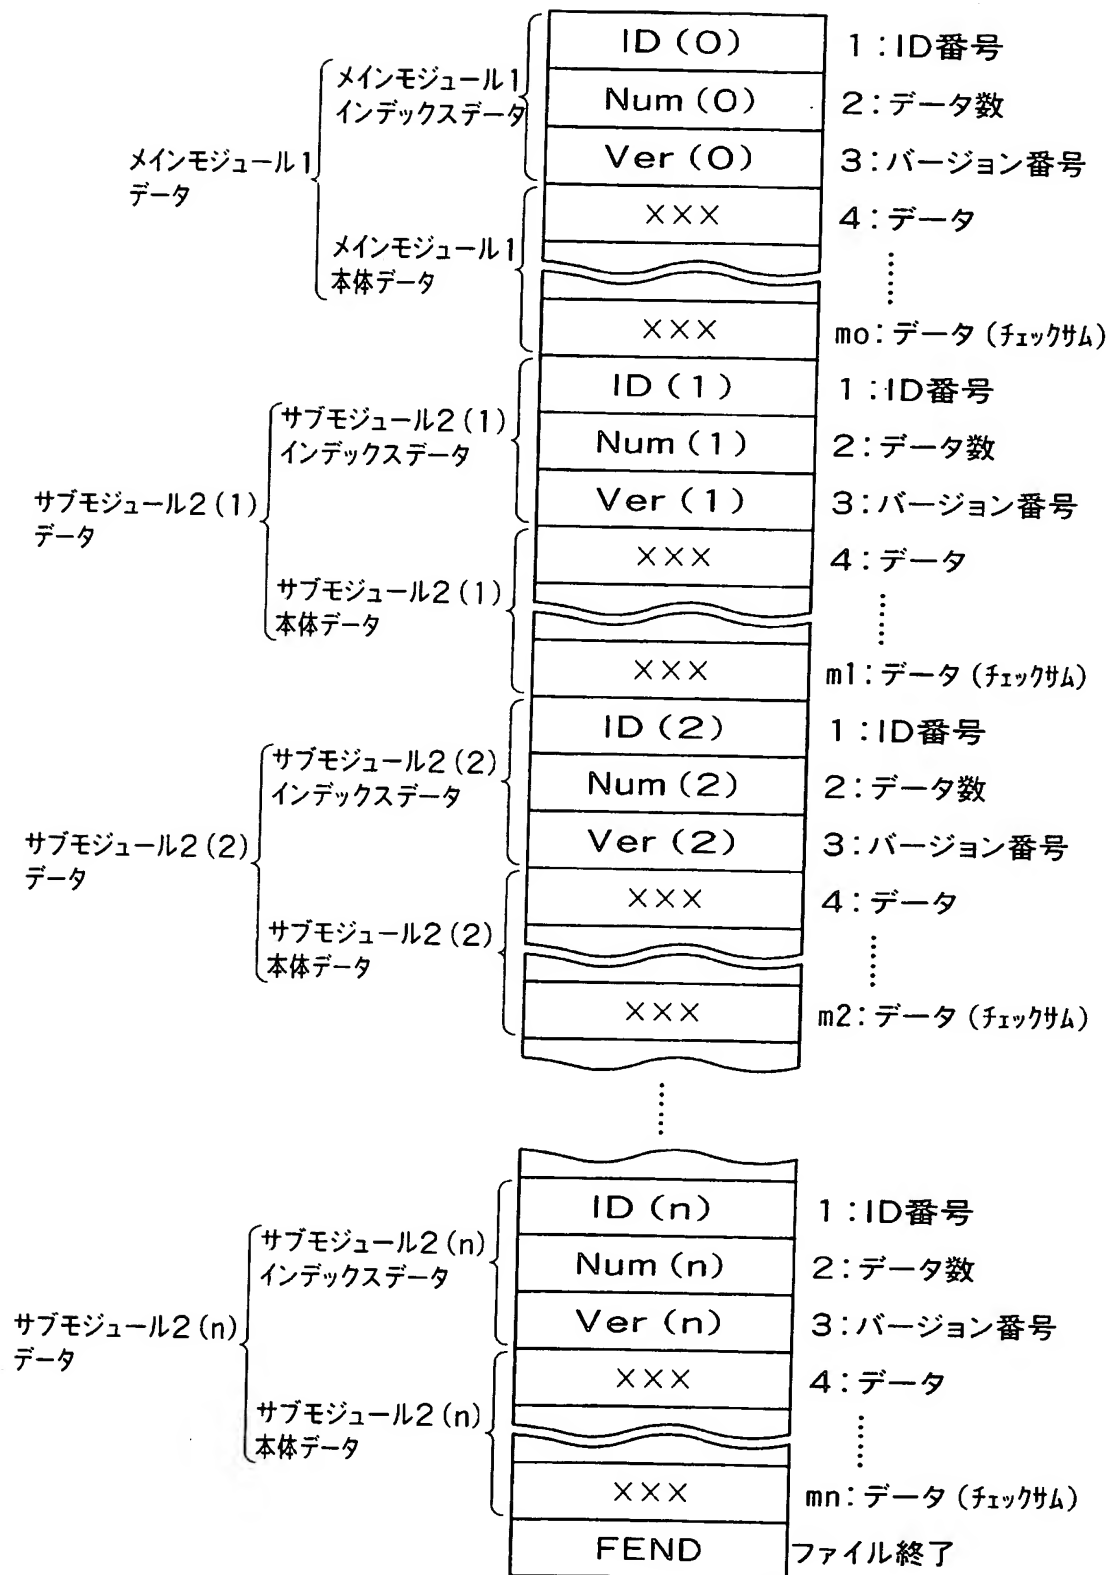 ID(0) 1:ID番号
メインモジュール1
インデックスデータ
Num(0) 2:データ数
メインモジュール1
データ
Ver(0) 3:バージョン番号
××× 4:データ
メインモジュール1
本体データ
……
××× mo:データ(チェックサム)
ID(1) 1:ID番号
サブモジュール2(1)
インデックスデータ
Num(1) 2:データ数
サブモジュール2(1)
データ
Ver(1) 3:バージョン番号
××× 4:データ
サブモジュール2(1)
本体データ
……
××× m1:データ(チェックサム)
ID(2) 1:ID番号
サブモジュール2(2)
インデックスデータ
Num(2) 2:データ数
サブモジュール2(2)
データ
Ver(2) 3:バージョン番号
××× 4:データ
サブモジュール2(2)
本体データ
……
××× m2:データ(チェックサム)
……
ID(n) 1:ID番号
サブモジュール2(n)
インデックスデータ
Num(n) 2:データ数
サブモジュール2(n)
データ
Ver(n) 3:バージョン番号
××× 4:データ
サブモジュール2(n)
本体データ
……
××× mn:データ(チェックサム)
FEND ファイル終了